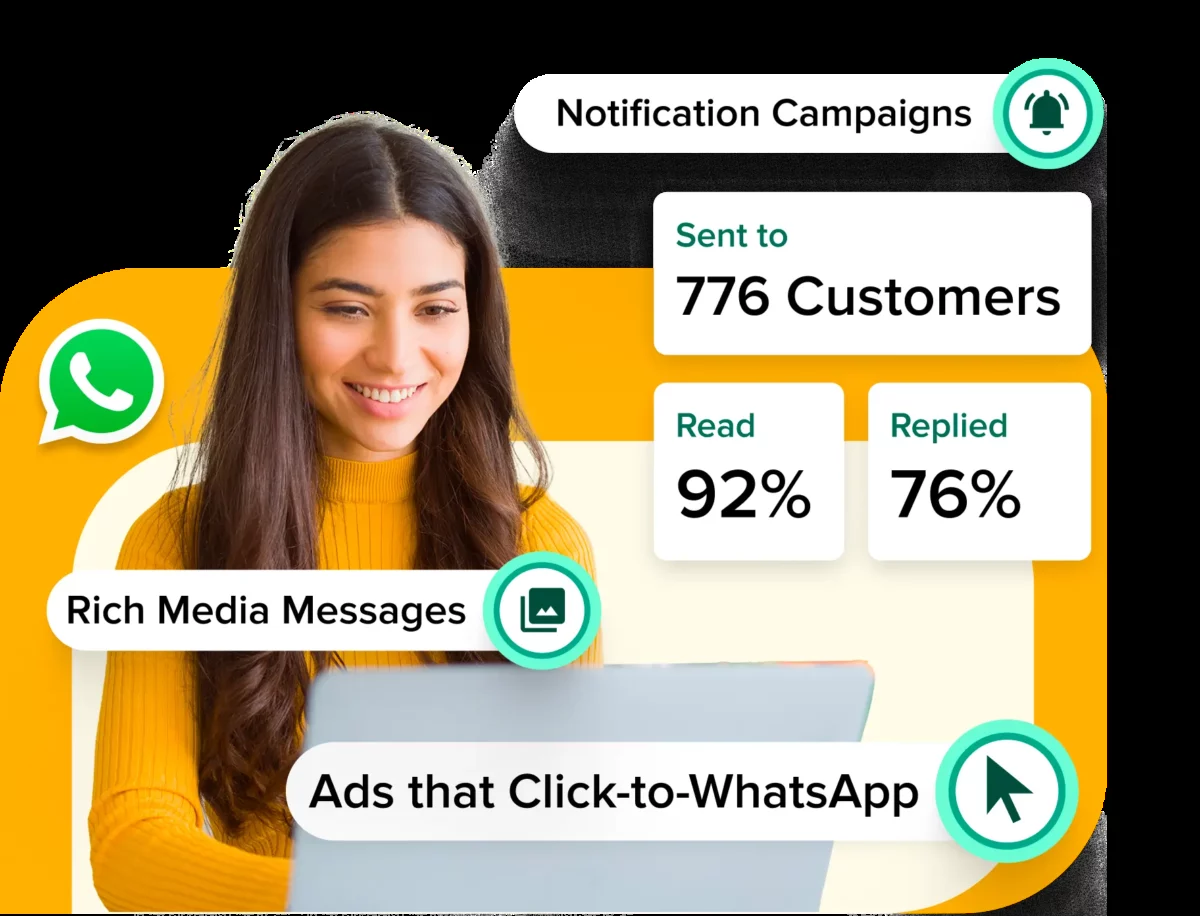 Notification Campaigns
Sent to
776 Customers
Read
92%
Replied
76%
Rich Media Messages
Ads that Click-to-WhatsApp